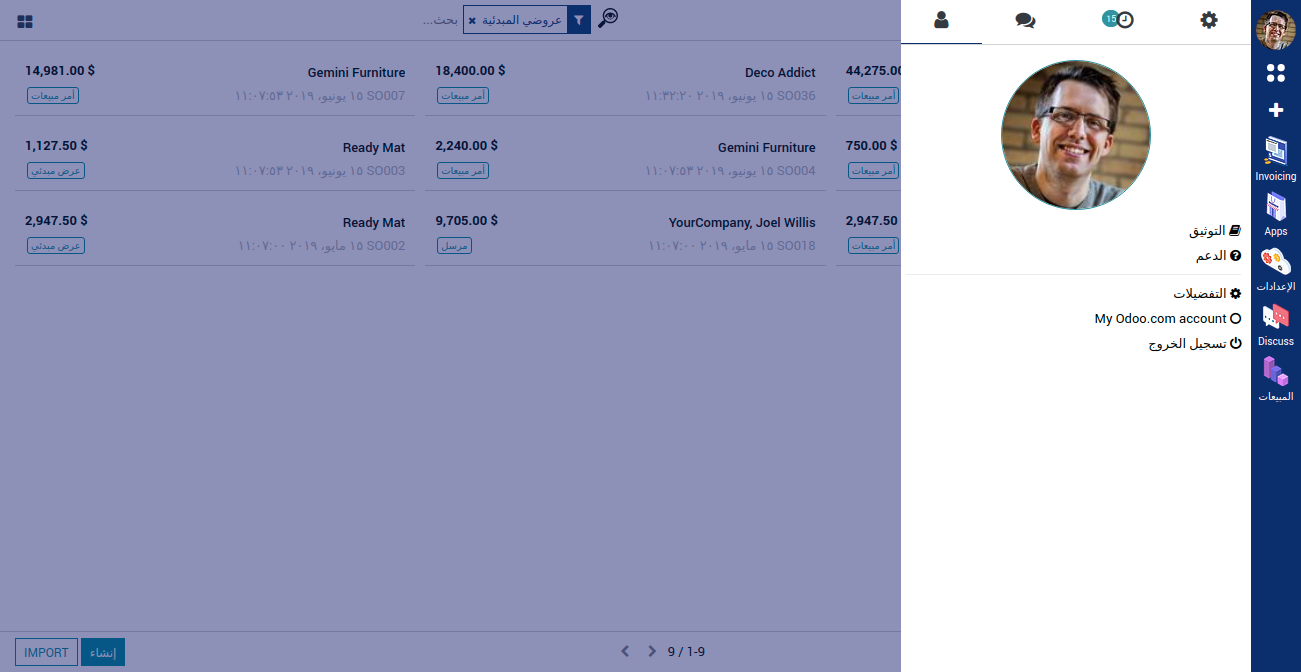 Invoicing
Apps
الإعدادات
Discuss
المبيعات
15
التوثيق
الدعم
التفضيلات
My Odoo.com account
تسجيل الخروج
عروضي المبدئية ×
بحث...
44,275.00
أمر مبيعات
Deco Addict
18,400.00 $
SO036 ١٥ يونيو، ٢٠١٩ ١١:٣٢:٢٠
أمر مبيعات
Gemini Furniture
14,981.00 $
SO007 ١٥ يونيو، ٢٠١٩ ١١:٠٧:٥٣
أمر مبيعات
750.00 $
أمر مبيعات
Gemini Furniture
2,240.00 $
SO004 ١٥ يونيو، ٢٠١٩ ١١:٠٧:٥٣
أمر مبيعات
Ready Mat
1,127.50 $
SO003 ١٥ يونيو، ٢٠١٩ ١١:٠٧:٥٣
عرض مبدئي
2,947.50
أمر مبيعات
YourCompany, Joel Willis
9,705.00 $
SO018 ١٥ مايو، ٢٠١٩ ١١:٠٧:٠٠
مرسل
Ready Mat
2,947.50 $
SO002 ١٥ مايو، ٢٠١٩ ١١:٠٧:٠٠
عرض مبدئي
9 / 1-9
إنشاء
IMPORT